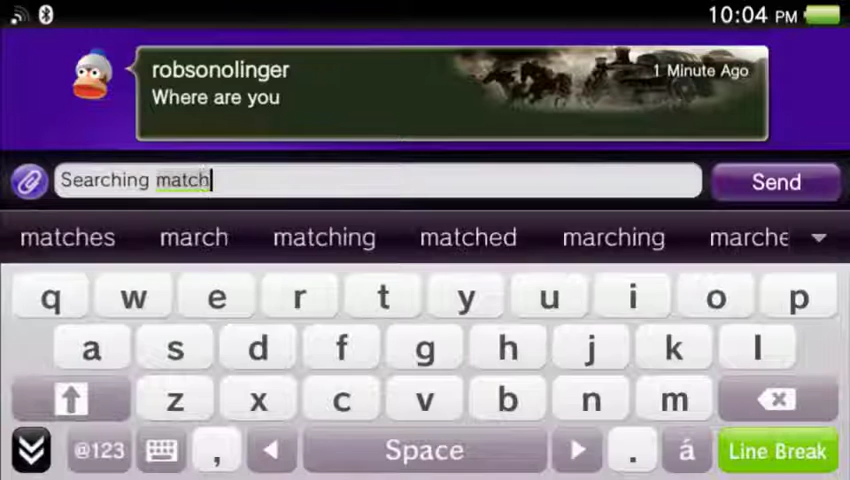 10:04 PM
robsonolinger
1 Minute Ago
Where are you
Searching match
Send
matches march matching matched marching marche
q w e r t y u i o p
a s d f g h j k l
z x c v b n m
@123 , Space . á Line Break